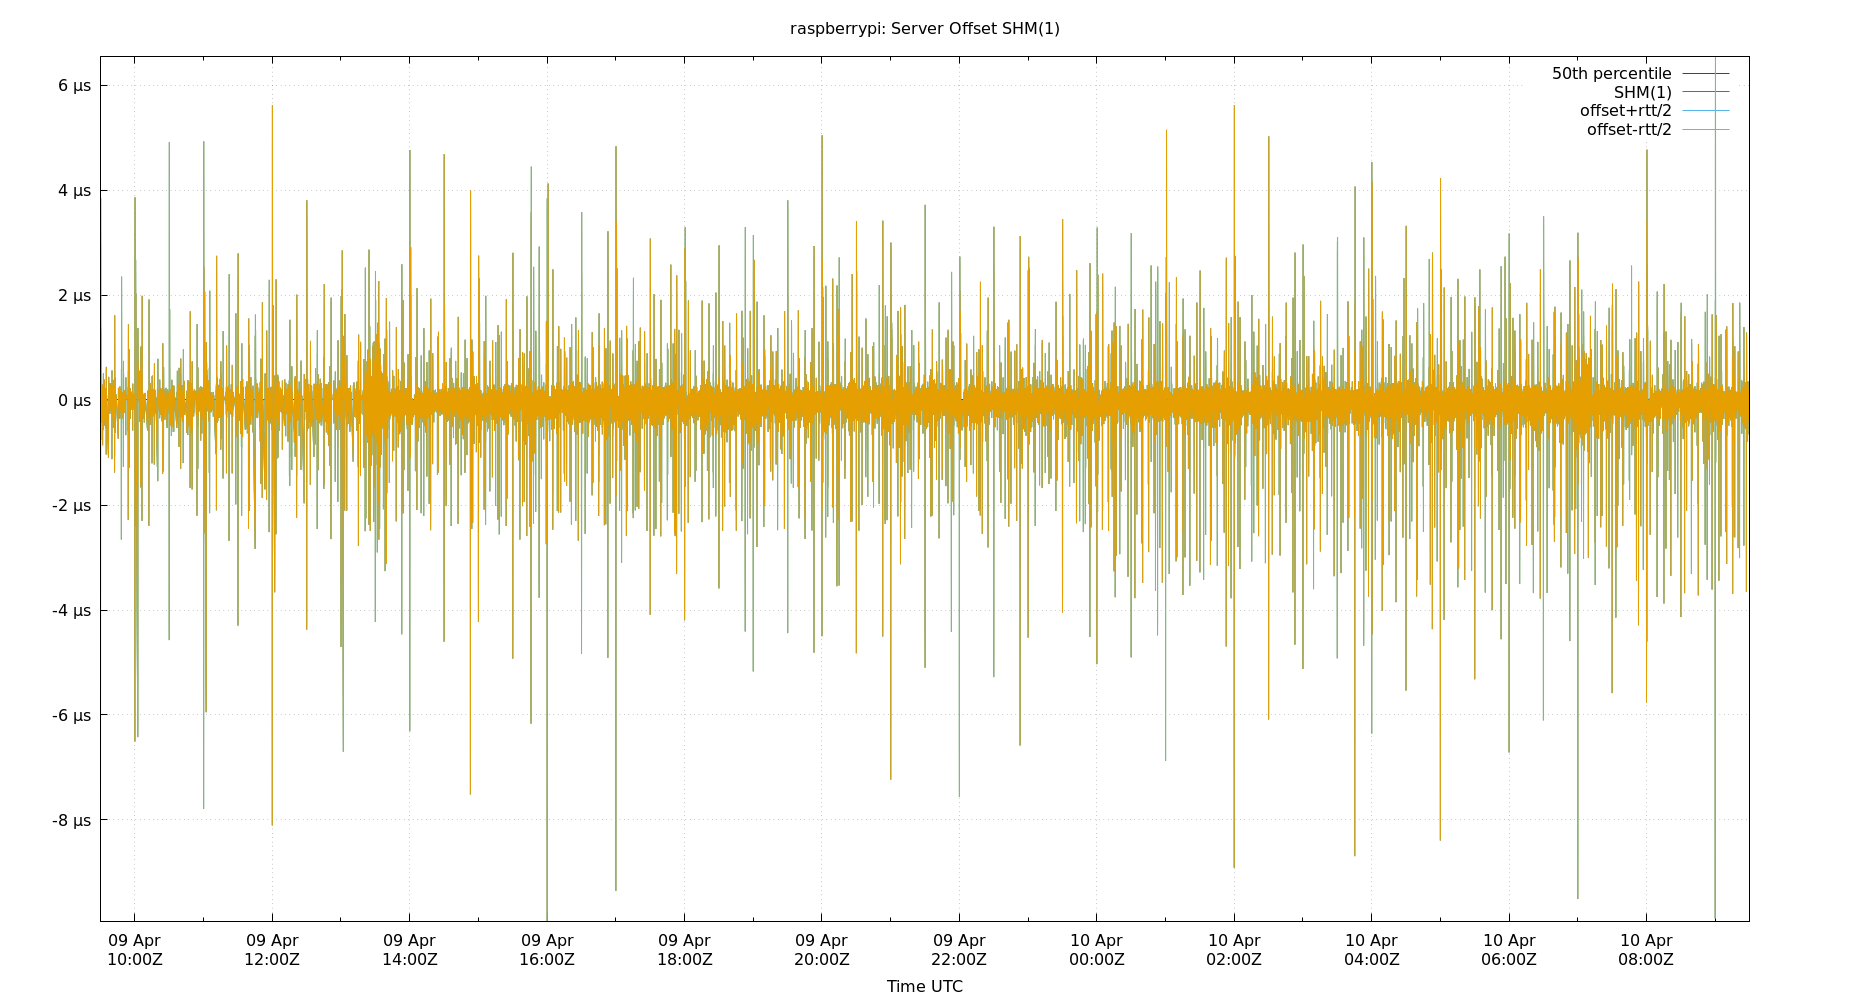 raspberrypi: Server Offset SHM(1)
50th percentile
SHM(1)
offset+rtt/2
offset-rtt/2
6 µs
4 µs
2 µs
0 µs
-2 µs
-4 µs
-6 µs
-8 µs
09 Apr 09 Apr 09 Apr 09 Apr 09 Apr 09 Apr 09 Apr 10 Apr 10 Apr 10 Apr 10 Apr 10 Apr
10:00Z 12:00Z 14:00Z 16:00Z 18:00Z 20:00Z 22:00Z 00:00Z 02:00Z 04:00Z 06:00Z 08:00Z
Time UTC